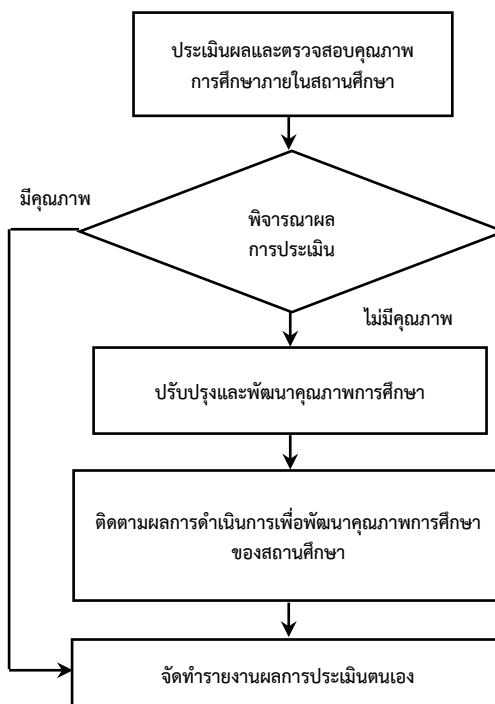 ประเมินผลและตรวจสอบคุณภาพ
การศึกษาภายในสถานศึกษา
มีคุณภาพ
พิจารณาผล
การประเมิน
ไม่มีคุณภาพ
ปรับปรุงและพัฒนาคุณภาพการศึกษา
ติดตามผลการดำเนินการเพื่อพัฒนาคุณภาพการศึกษา
ของสถานศึกษา
จัดทำรายงานผลการประเมินตนเอง